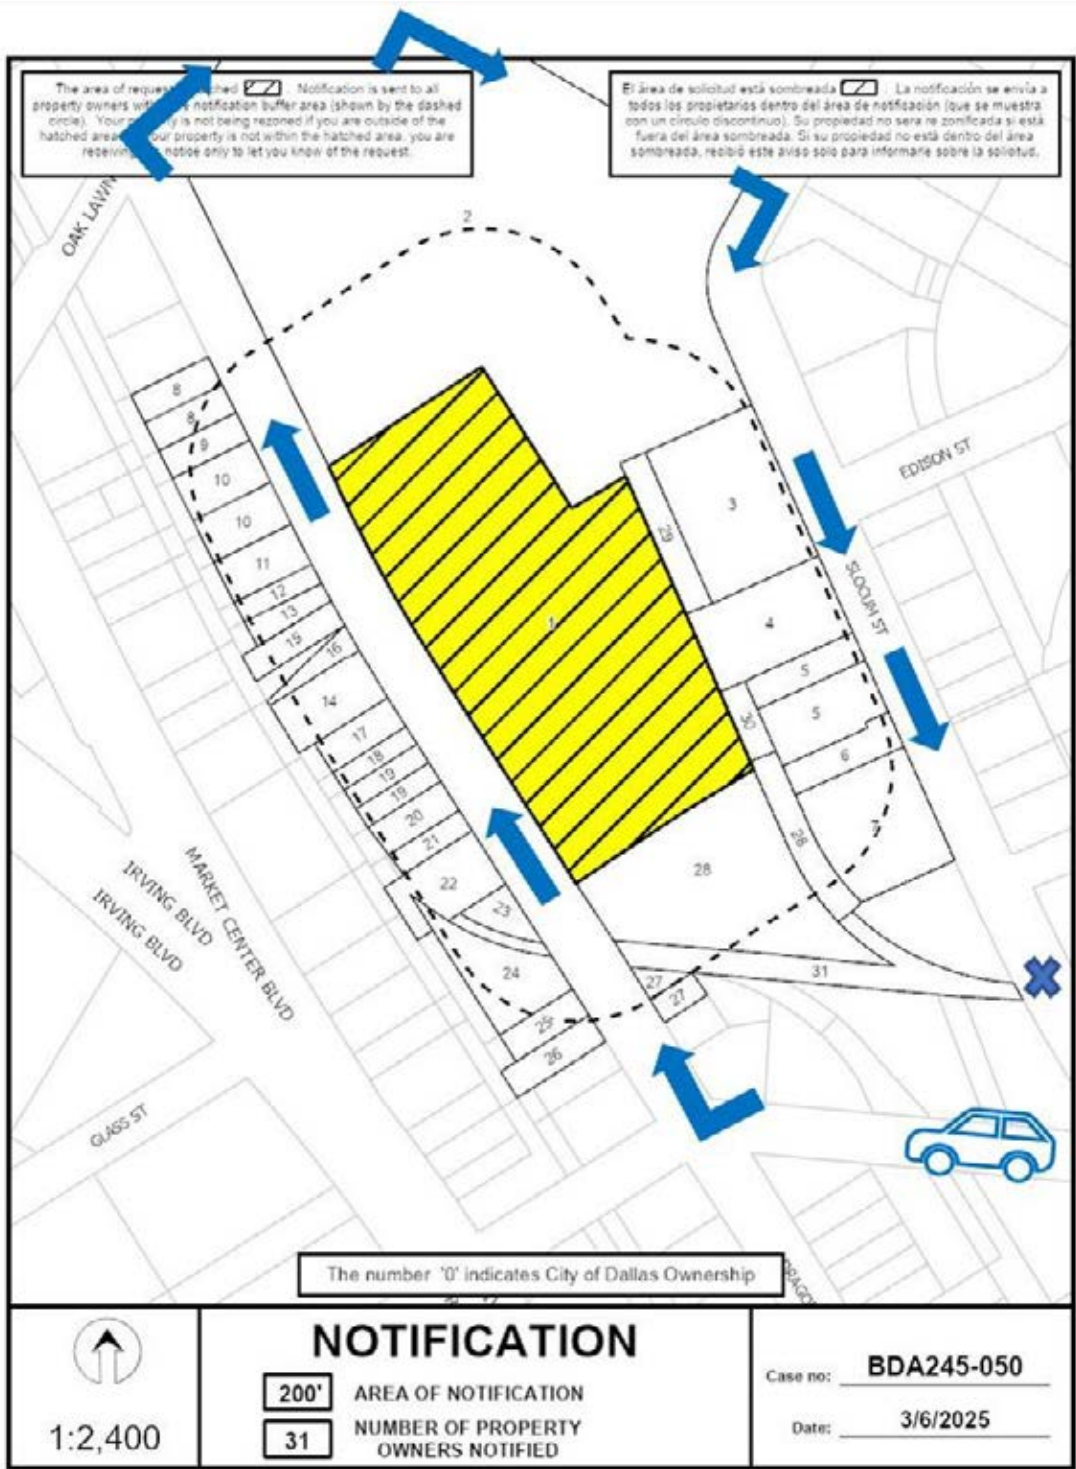 The area of request hatched . Notification is sent to all
property owners with notification buffer area (shown by the dashed
circle). Your is not being rezoned if you are outside of the
hatched area our property is not within the hatched area, you are
receiving notice only to let you know of the request.
El área de solicitud está sombreada . La notificación se envia a
todos los propietarios dentro del área de notificación (que se muestra
con un circulo discontinuo). Su propiedad no sera re zonificada si está
fuera del área sombreada. Si su propiedad no está dentro del área
sombreada, recibió este aviso solo para informarle sobre la solicitud.
OAK LAWN
2
8
8
9
10
10
11
12
13
15
16
14
17
18
19
19
20
21
22
23
24
25
26
1
29
3
4
5
5
30
6
7
28
28
31
27
27
EDISON ST
SLOCUM ST
MARKET CENTER BLVD
IRVING BLVD
IRVING BLVD
GLASS ST
The number '0' indicates City of Dallas Ownership
1:2,400
NOTIFICATION
200' AREA OF NOTIFICATION
31 NUMBER OF PROPERTY
OWNERS NOTIFIED
Case no: BDA245-050
Date: 3/6/2025